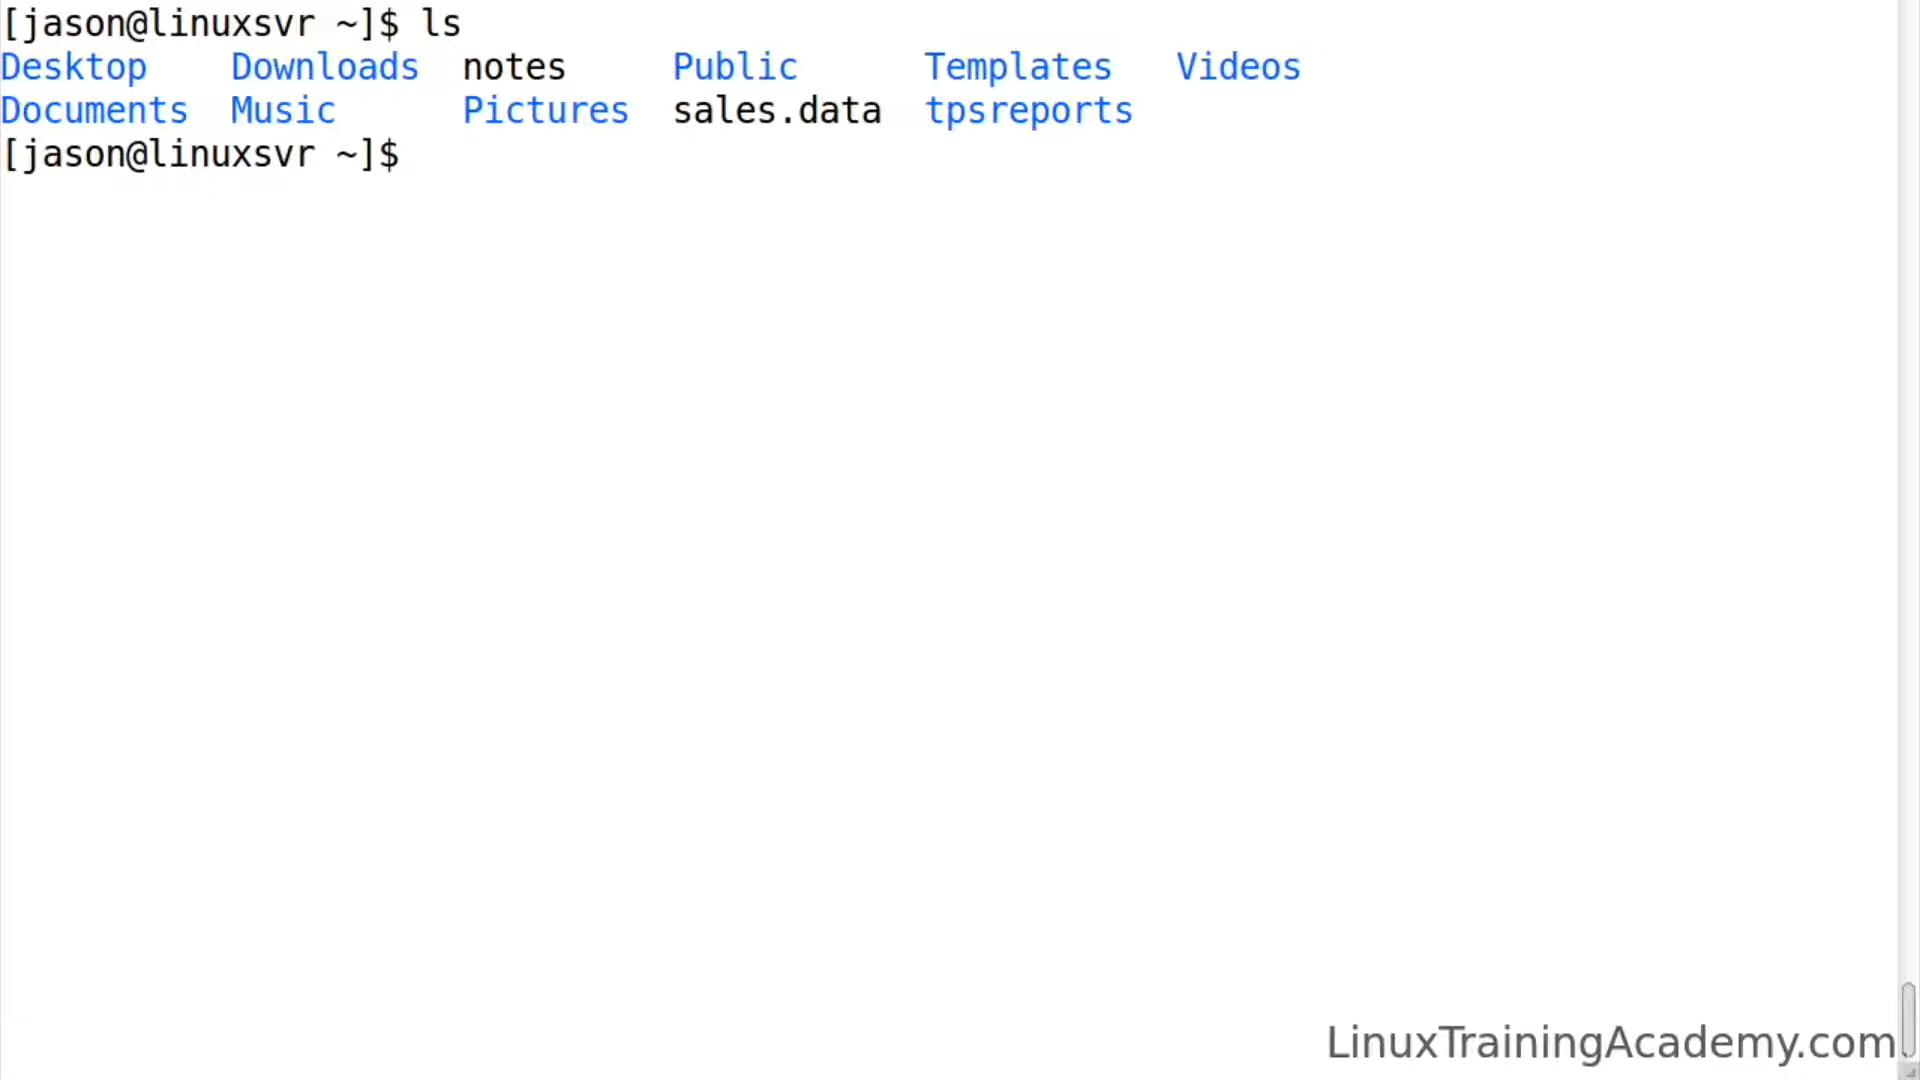 [jason@linuxsvr ~]$ ls
Desktop    Downloads  notes     Public      Templates   Videos
Documents  Music      Pictures  sales.data  tpsreports
[jason@linuxsvr ~]$
LinuxTrainingAcademy.com